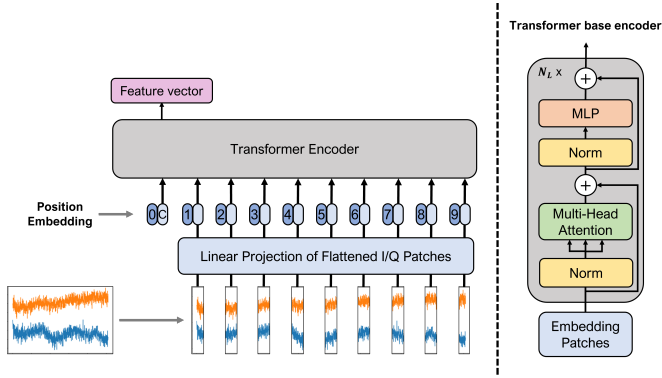 Feature vector
Transformer Encoder
Position
Embedding
0 C 1 2 3 4 5 6 7 8 9
Linear Projection of Flattened I/Q Patches
Transformer base encoder
N_L x
+
MLP
Norm
+
Multi-Head
Attention
Norm
Embedding
Patches